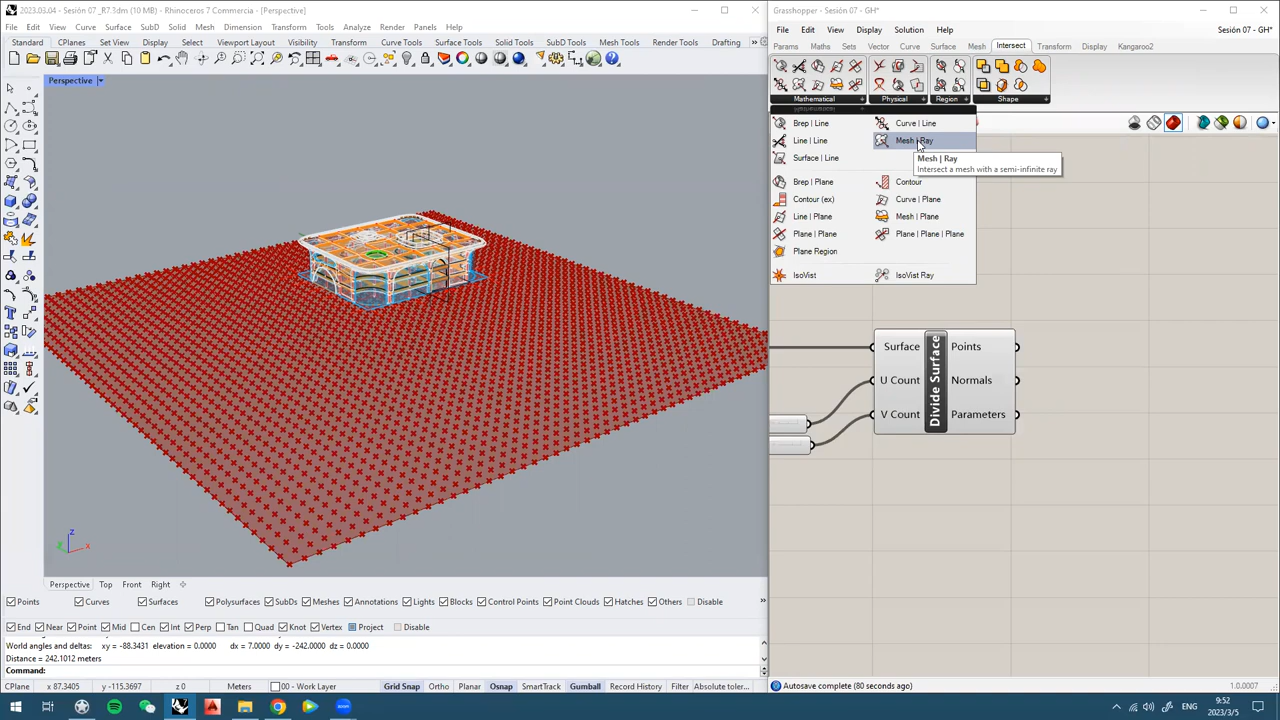 2023.03.04 - Sesión 07_R7.3dm (10 MB) - Rhinoceros 7 Commercial - [Perspective]
File Edit View Curve Surface SubD Solid Mesh Dimension Transform Tools Analyze Render Panels Help
Standard CPlanes Set View Display Select Viewport Layout Visibility Transform Curve Tools Surface Tools Solid Tools SubD Tools Mesh Tools Render Tools Drafting
Perspective
z
y
x
Perspective Top Front Right
Points Curves Surfaces Polysurfaces SubDs Meshes Annotations Lights Blocks Control Points Point Clouds Hatches Others Disable
End Near Point Mid Cen Int Perp Tan Quad Knot Vertex Project Disable
World angles and deltas: xy = -88.3431 elevation = 0.0000 dx = 7.0000 dy = -242.0000 dz = 0.0000
Distance = 242.1012 meters
Command:
CPlane x 87.3405 y -115.3697 z 0 Meters 00 - Work Layer Grid Snap Ortho Planar Osnap SmartTrack Gumball Record History Filter Absolute toler...
Grasshopper - Sesión 07 - GH*
File Edit View Display Solution Help Sesión 07 - GH*
Params Maths Sets Vector Curve Surface Mesh Intersect Transform Display Kangaroo2
Mathematical Physical Region Shape
Brep | Line Curve | Line
Line | Line Mesh | Ray
Surface | Line
Mesh | Ray
Intersect a mesh with a semi-infinite ray
Brep | Plane Contour
Contour (ex) Curve | Plane
Line | Plane Mesh | Plane
Plane | Plane Plane | Plane | Plane
Plane Region
IsoVist IsoVist Ray
Surface Points
U Count Normals
V Count Parameters
Divide Surface
Autosave complete (80 seconds ago) 1.0.0007
9:52
ENG
2023/3/5